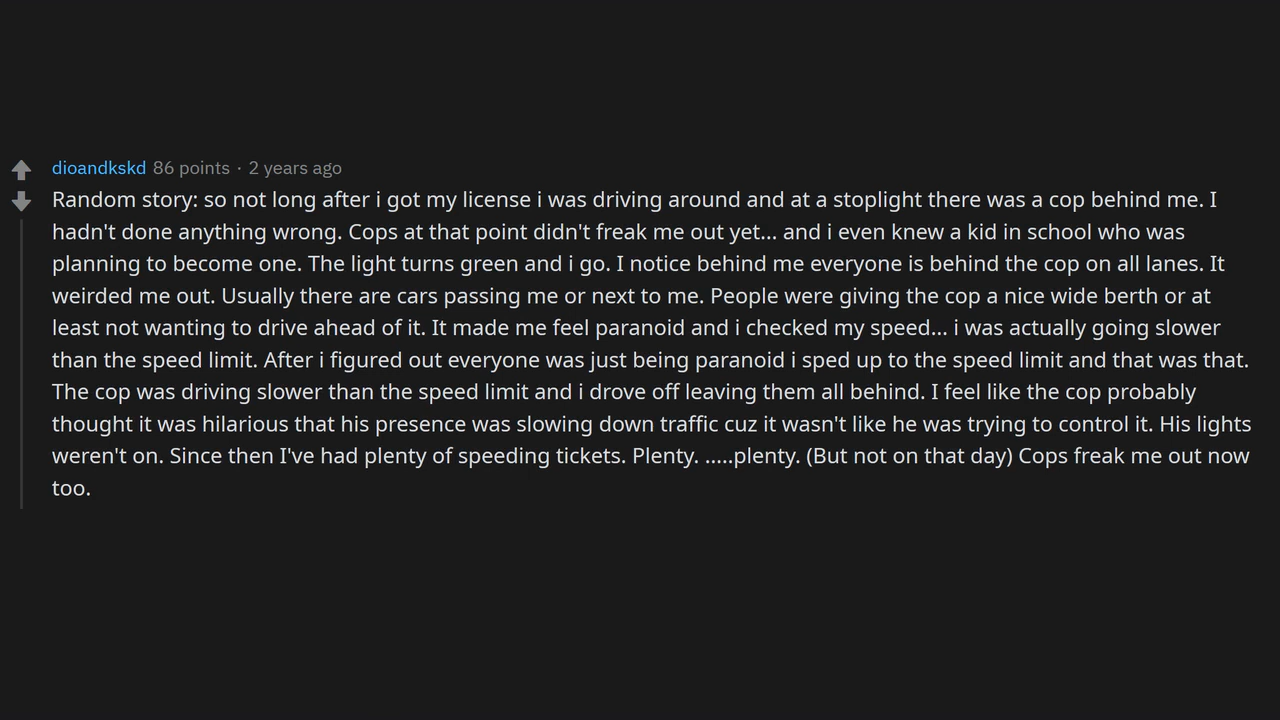 dioandkskd 86 points · 2 years ago
Random story: so not long after i got my license i was driving around and at a stoplight there was a cop behind me. I
hadn't done anything wrong. Cops at that point didn't freak me out yet... and i even knew a kid in school who was
planning to become one. The light turns green and i go. I notice behind me everyone is behind the cop on all lanes. It
weirded me out. Usually there are cars passing me or next to me. People were giving the cop a nice wide berth or at
least not wanting to drive ahead of it. It made me feel paranoid and i checked my speed... i was actually going slower
than the speed limit. After i figured out everyone was just being paranoid i sped up to the speed limit and that was that.
The cop was driving slower than the speed limit and i drove off leaving them all behind. I feel like the cop probably
thought it was hilarious that his presence was slowing down traffic cuz it wasn't like he was trying to control it. His lights
weren't on. Since then I've had plenty of speeding tickets. Plenty. .....plenty. (But not on that day) Cops freak me out now
too.